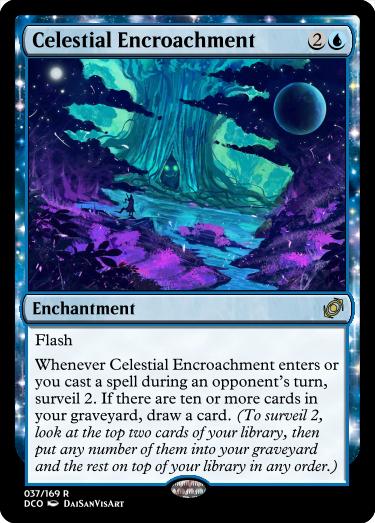 Celestial Encroachment 2
Enchantment
Flash
Whenever Celestial Encroachment enters or
you cast a spell during an opponent's turn,
surveil 2. If there are ten or more cards in
your graveyard, draw a card. (To surveil 2,
look at the top two cards of your library, then
put any number of them into your graveyard
and the rest on top of your library in any order.)
037/169 R
DCO DaiSanVisArt